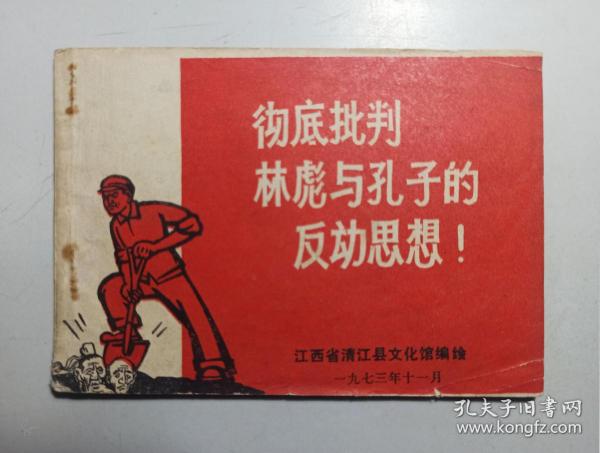 彻底批判
林彪与孔子的
反动思想！
江西省清江县文化馆编绘
一九七三年十一月
孔夫子旧书网
www.kongfz.com